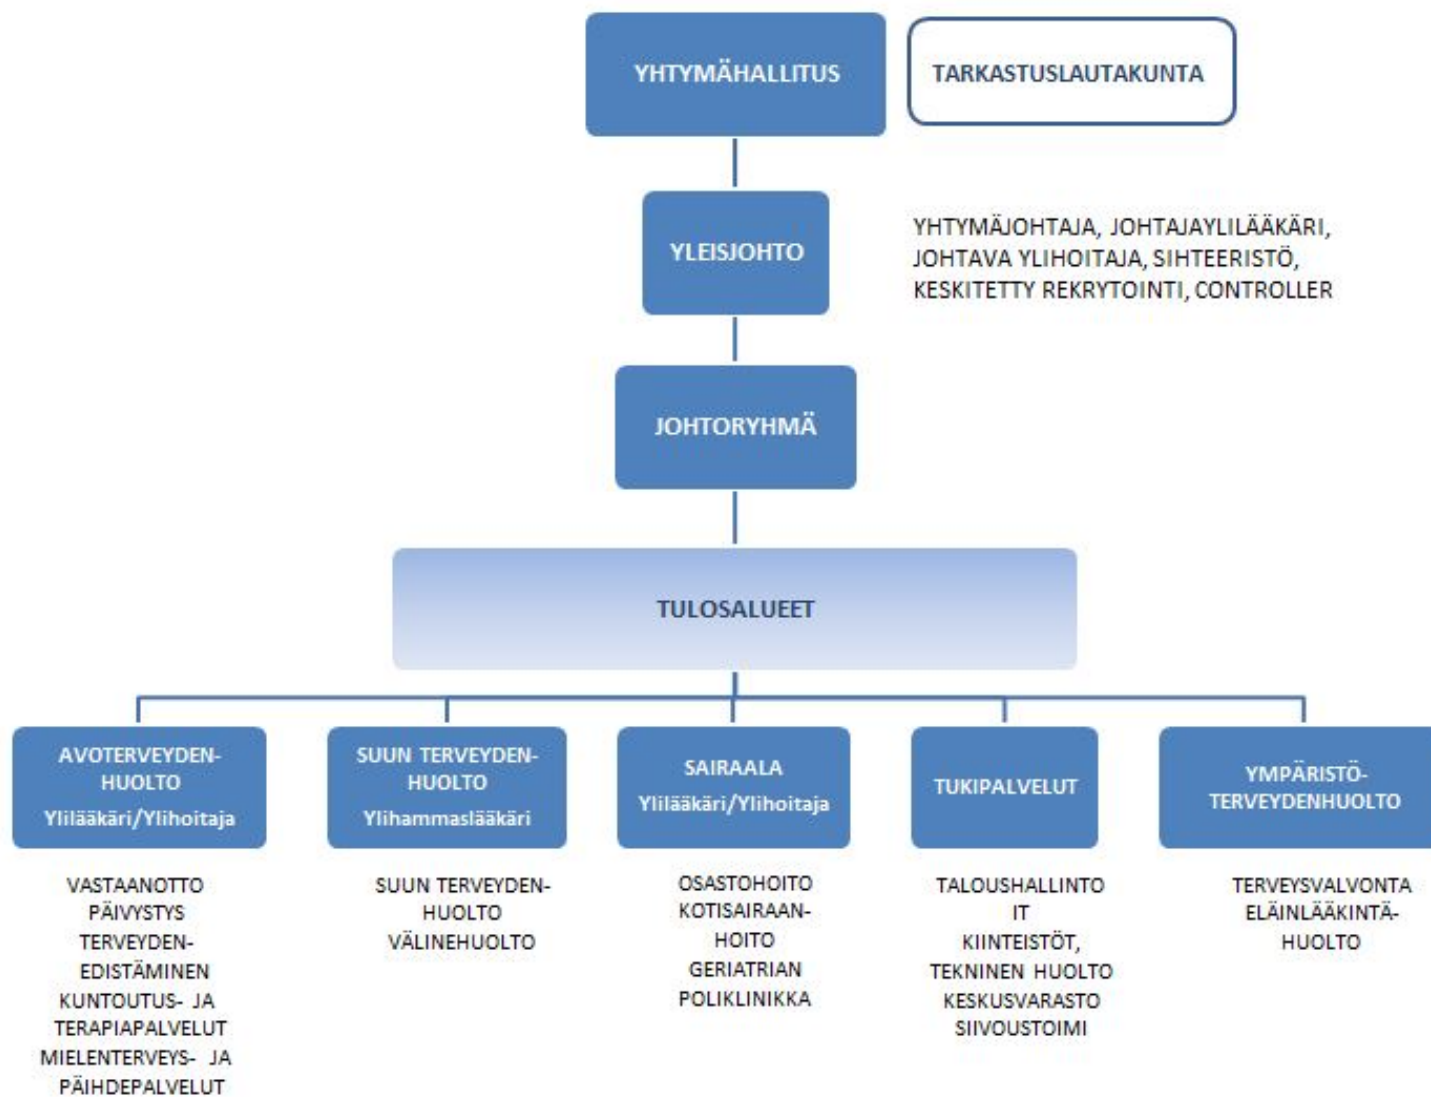 YHTYMÄHALLITUS
TARKASTUSLAUTAKUNTA
YLEISJOHTO
YHTYMÄJOHTAJA, JOHTAJAYLILÄÄKÄRI,
JOHTAVA YLIHOITAJA, SIHTEERISTÖ,
KESKITETTY REKRYTOINTI, CONTROLLER
JOHTORYHMÄ
TULOSALUEET
AVOTERVEYDEN-
HUOLTO
Ylilääkäri/Ylihoitaja
VASTAANOTTO
PÄIVYSTYS
TERVEYDEN-
EDISTÄMINEN
KUNTOUTUS- JA
TERAPIAPALVELUT
MIELENTERVEYS- JA
PÄIHDEPALVELUT
SUUN TERVEYDEN-
HUOLTO
Ylihammaslääkäri
SUUN TERVEYDEN-
HUOLTO
VÄLINEHUOLTO
SAIRAALA
Ylilääkäri/Ylihoitaja
OSASTOHOITO
KOTISAIRAAN-
HOITO
GERIATRIAN
POLIKLINIKKA
TUKIPALVELUT
TALOUSHALLINTO
IT
KIINTEISTÖT,
TEKNINEN HUOLTO
KESKUSVARASTO
SIIVOUSTOIMI
YMPÄRISTÖ-
TERVEYDENHUOLTO
TERVEYSVALVONTA
ELÄINLÄÄKINTÄ-
HUOLTO